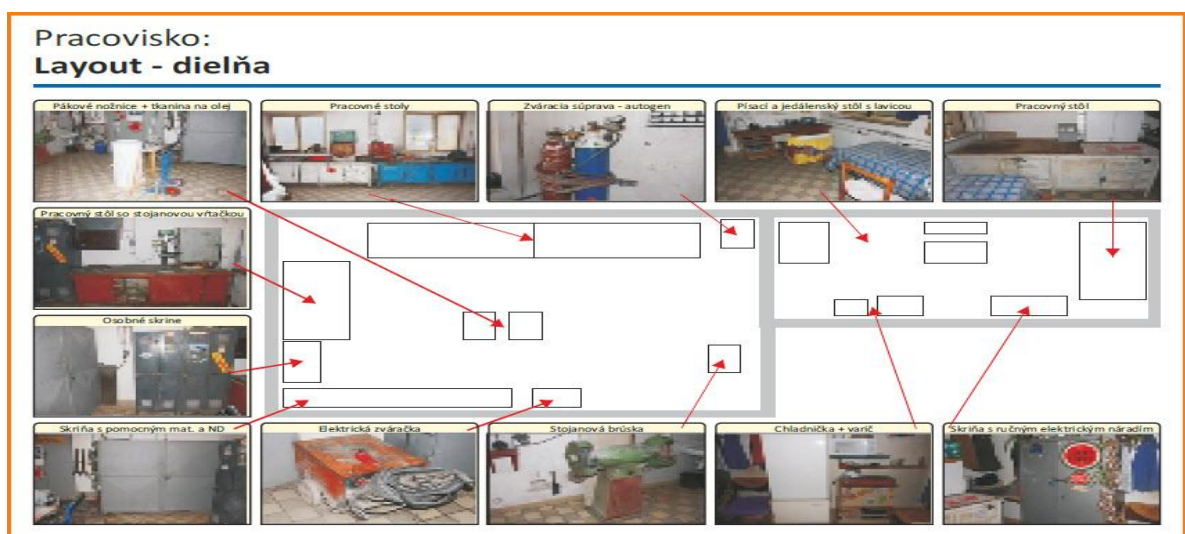 Pracovisko:
Layout - dielňa
Pákové nožnice + tkanina na olej
Pracovné stoly
Zváracia súprava - autogen
Písací a jedálenský stôl s lavicou
Pracovný stôl
Pracovný stôl so stojanovou vŕtačkou
Osobné skrine
Skriňa s pomocným mat. a ND
Elektrická zváračka
Stojanová brúska
Chladnička + varič
Skriňa s ručným elektrickým náradím